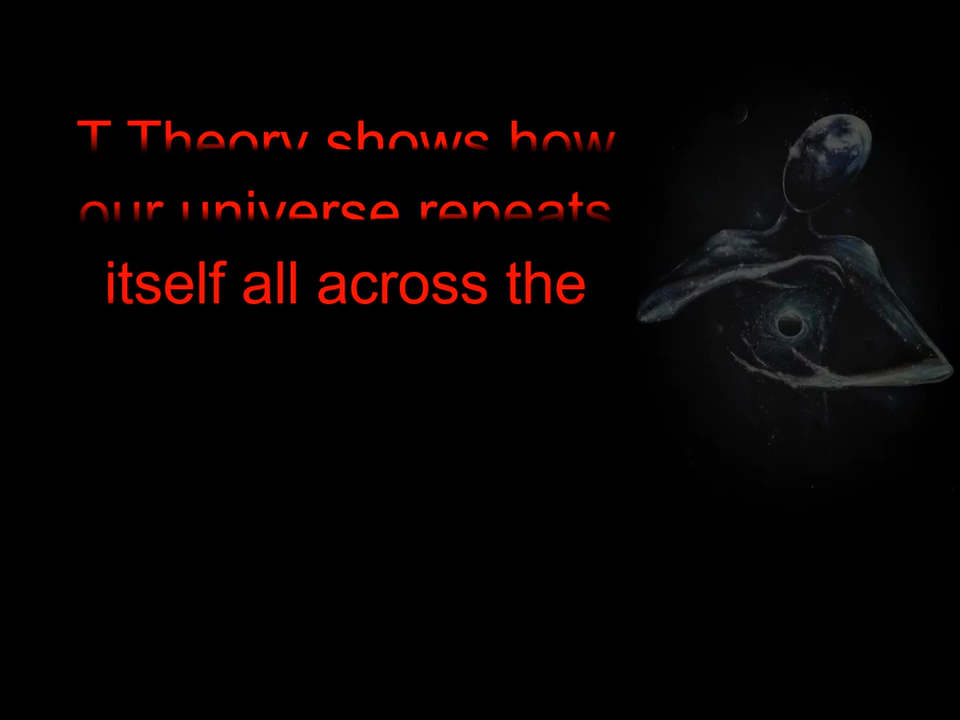 T Theory shows how
our universe repeats
itself all across the